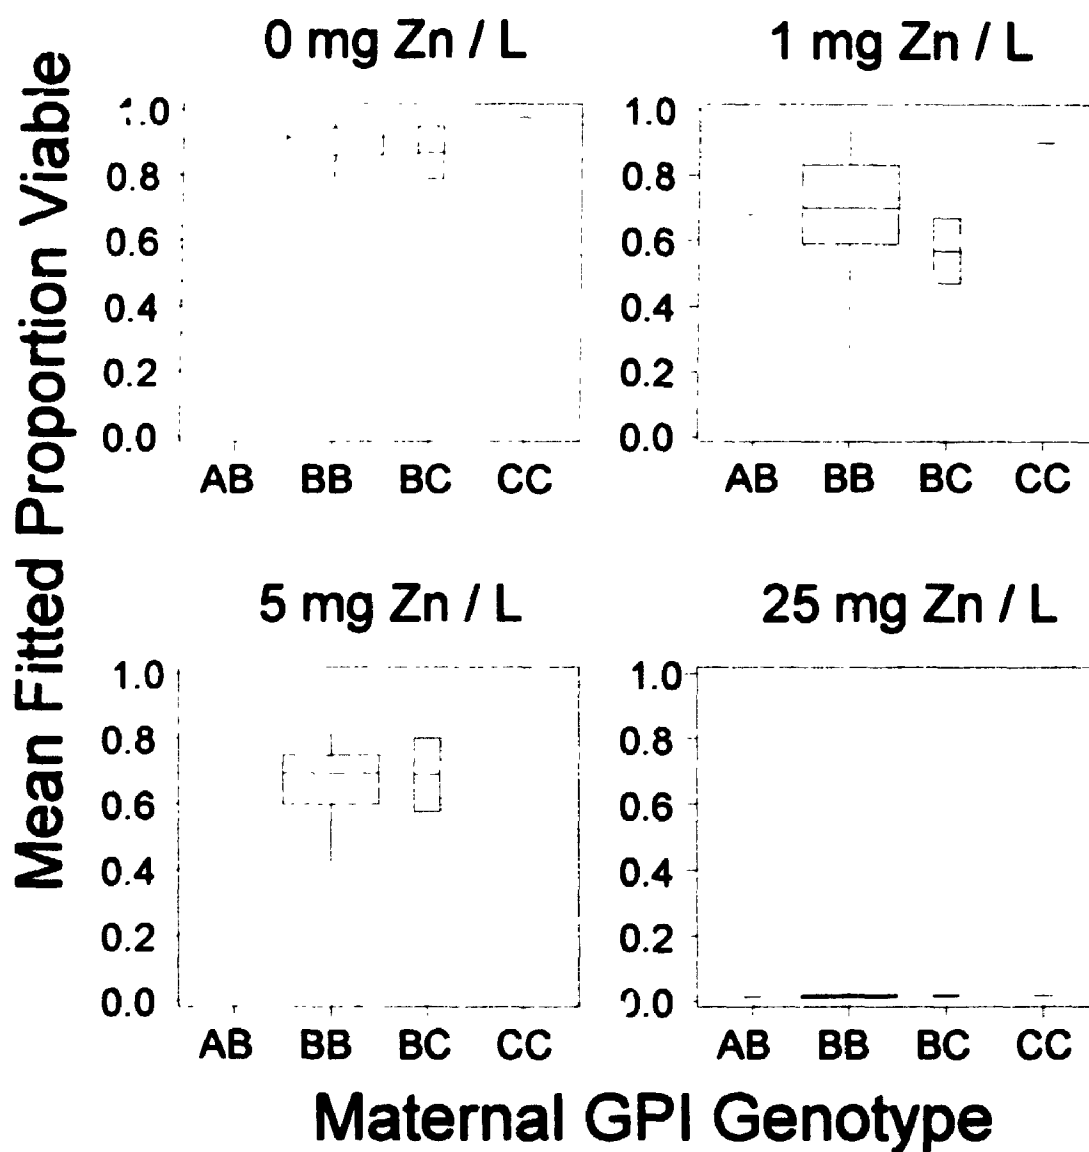 Mean Fitted Proportion Viable
0 mg Zn / L
1.0
0.8
0.6
0.4
0.2
0.0
AB BB BC CC
1 mg Zn / L
1.0
0.8
0.6
0.4
0.2
0.0
AB BB BC CC
5 mg Zn / L
1.0
0.8
0.6
0.4
0.2
0.0
AB BB BC CC
25 mg Zn / L
1.0
0.8
0.6
0.4
0.2
0.0
AB BB BC CC
Maternal GPI Genotype